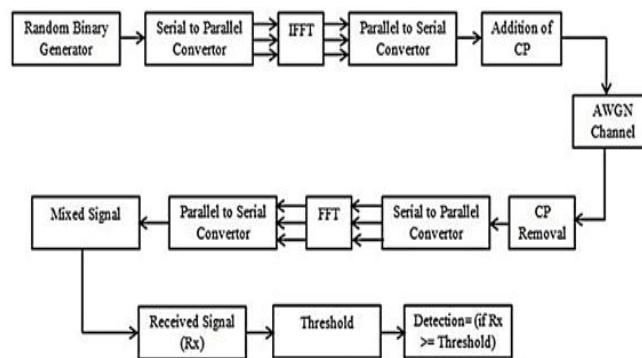 Random Binary
Generator
Serial to Parallel
Convertor
IFFT
Parallel to Serial
Convertor
Addition of
CP
AWGN
Channel
Mixed Signal
Parallel to Serial
Convertor
FFT
Serial to Parallel
Convertor
CP
Removal
Received Signal
(Rx)
Threshold
Detection= (if Rx
>= Threshold)